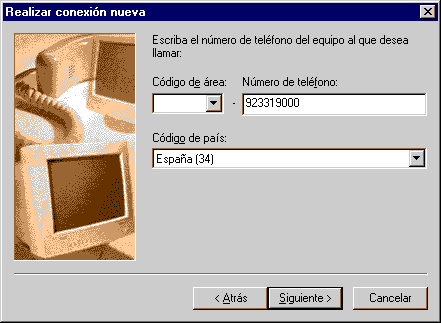 Realizar conexión nueva
Escriba el número de teléfono del equipo al que desea
llamar:
Código de área: Número de teléfono:
- 923319000
Código de país:
España (34)
< Atrás Siguiente > Cancelar